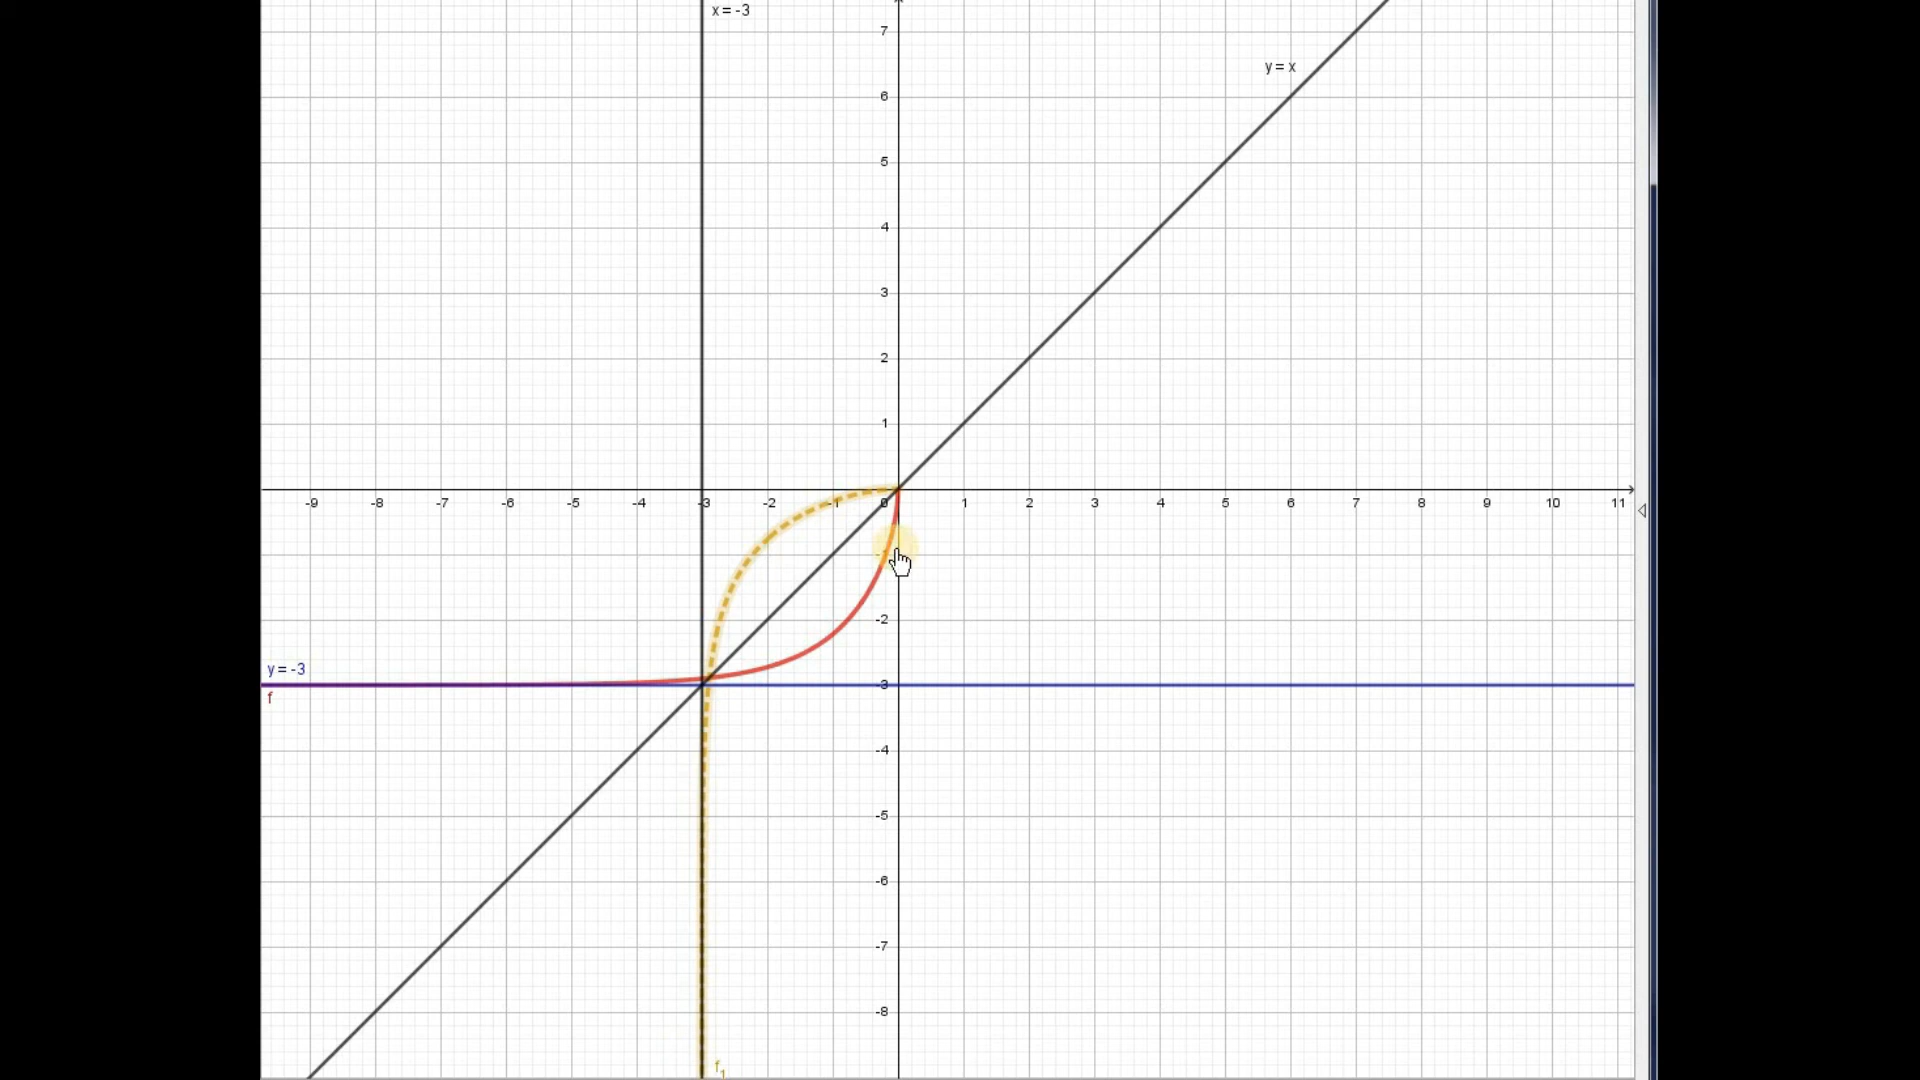 x = -3
7
y = x
6
5
4
3
2
1
-9 -8 -7 -6 -5 -4 -3 -2 -1 0 1 2 3 4 5 6 7 8 9 10 11
-2
y = -3
-3
f
-4
-5
-6
-7
-8
f₁